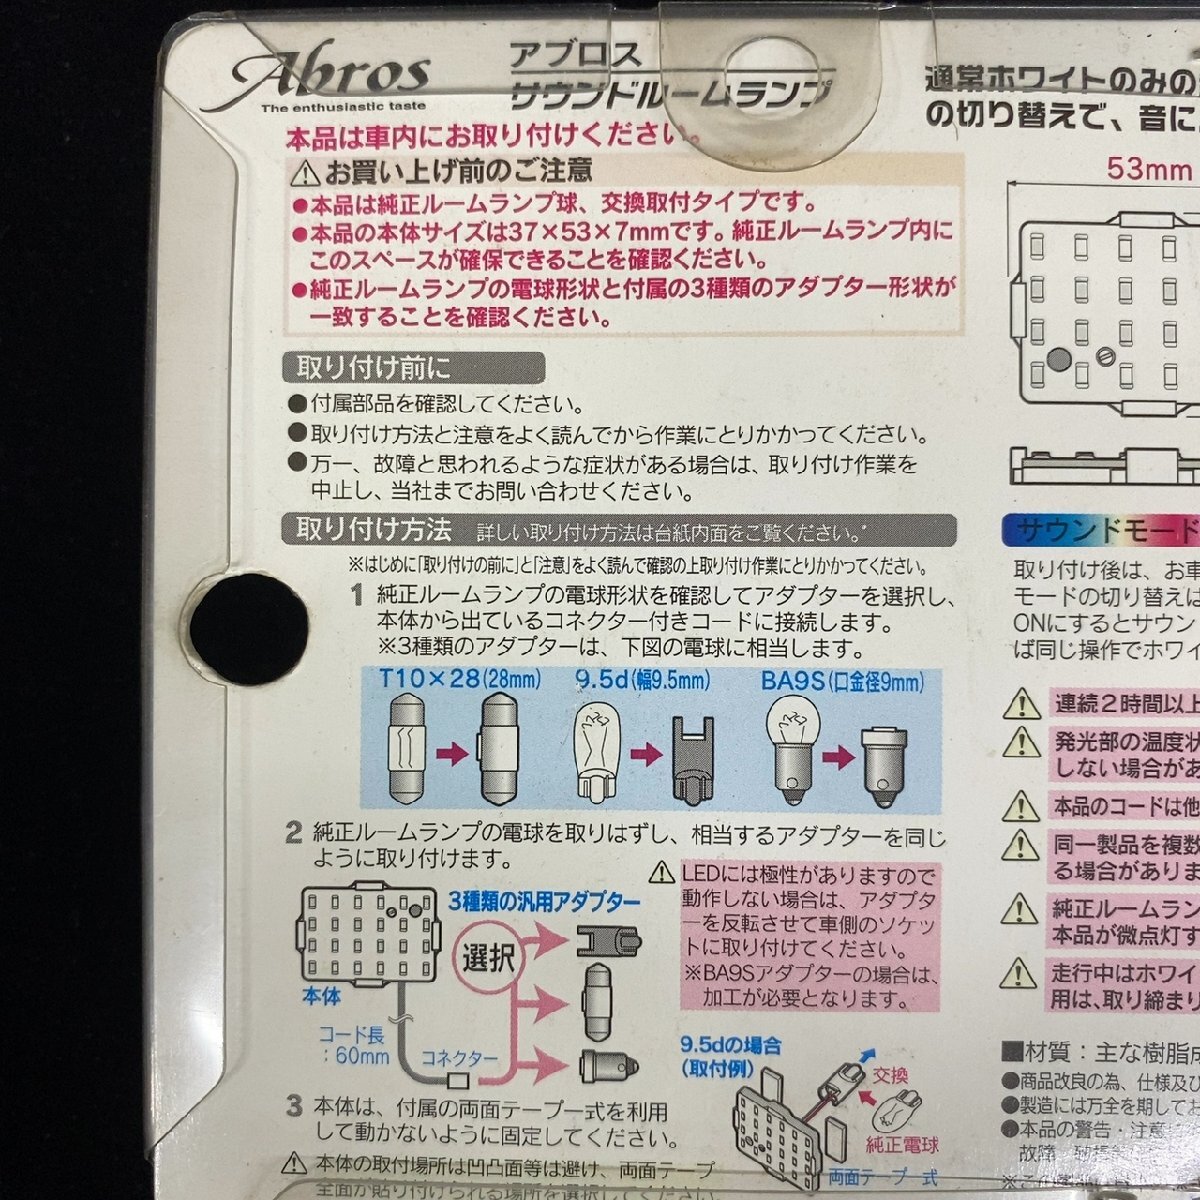 Abros
The enthusiastic taste
アブロス
サウンドルームランプ
本品は車内にお取り付けください。
⚠お買い上げ前のご注意
●本品は純正ルームランプ球、交換取付タイプです。
●本品の本体サイズは37×53×7mmです。純正ルームランプ内に
このスペースが確保できることを確認ください。
●純正ルームランプの電球形状と付属の3種類のアダプター形状が
一致することを確認ください。
取り付け前に
●付属部品を確認してください。
●取り付け方法と注意をよく読んでから作業にとりかかってください。
●万一、故障と思われるような症状がある場合は、取り付け作業を
中止し、当社までお問い合わせください。
取り付け方法 詳しい取り付け方法は台紙内面をご覧ください。
※はじめに「取り付けの前に」と「注意」をよく読んで確認の上取り付け作業にとりかかってください。
1 純正ルームランプの電球形状を確認してアダプターを選択し、
本体から出ているコネクター付きコードに接続します。
※3種類のアダプターは、下図の電球に相当します。
T10×28(28mm) 9.5d(幅9.5mm) BA9S(口金径9mm)
2 純正ルームランプの電球を取りはずし、相当するアダプターを同じ
ように取り付けます。
3種類の汎用アダプター
選択
本体
コード長
:60mm
コネクター
⚠LEDには極性がありますので
動作しない場合は、アダプタ
ーを反転させて車側のソケッ
トに取り付けてください。
※BA9Sアダプターの場合は、
加工が必要となります。
9.5dの場合
(取付例)
交換
純正電球
両面テープ 式
3 本体は、付属の両面テープ一式を利用
して動かないように固定してください。
⚠本体の取付場所は凹凸面等は避け、両面テープ
全面が貼り付けられる場所を選択してください。
通常ホワイトのみの
の切り替えで、音に
53mm
サウンドモード
取り付け後は、お車
モードの切り替えは
ONにするとサウン
ば同じ操作でホワイ
⚠連続2時間以上
⚠発光部の温度状
しない場合があ
⚠本品のコードは他
⚠同一製品を複数
る場合がありま
⚠純正ルームラン
本品が微点灯す
⚠走行中はホワイ
用は、取り締まり
■材質：主な樹脂成
●商品改良の為、仕様及び
●製造には万全を期してお
●本品の警告・注意